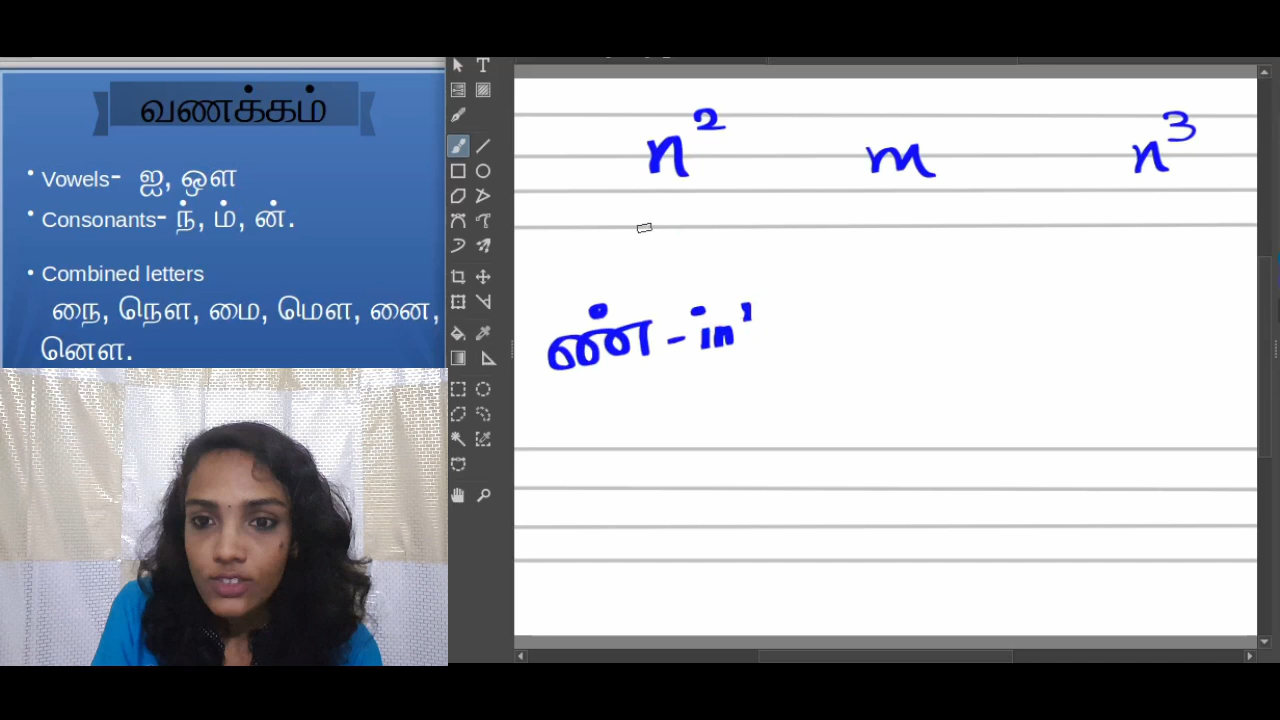 வணக்கம்
• Vowels- ஐ, ஔ
• Consonants- ந், ம், ன்.
• Combined letters
நை, நௌ, மை, மௌ, னை,
னௌ.
n² m n³
ண் - in'